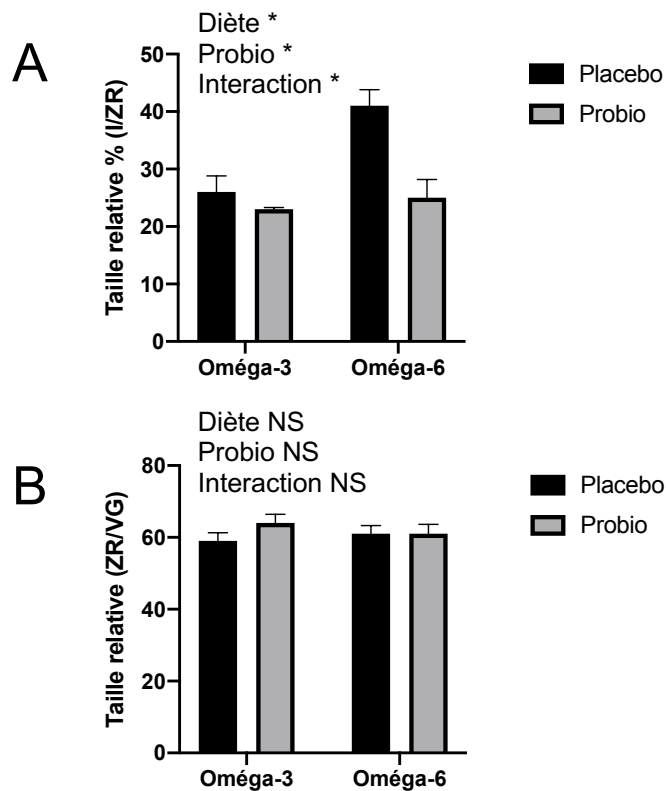 A
Diète *
Probio *
Interaction *
Taille relative % (I/ZR)
60
50
40
30
20
10
0
Oméga-3
Oméga-6
Placebo
Probio
B
Diète NS
Probio NS
Interaction NS
Taille relative (ZR/VG)
80
60
40
20
0
Oméga-3
Oméga-6
Placebo
Probio